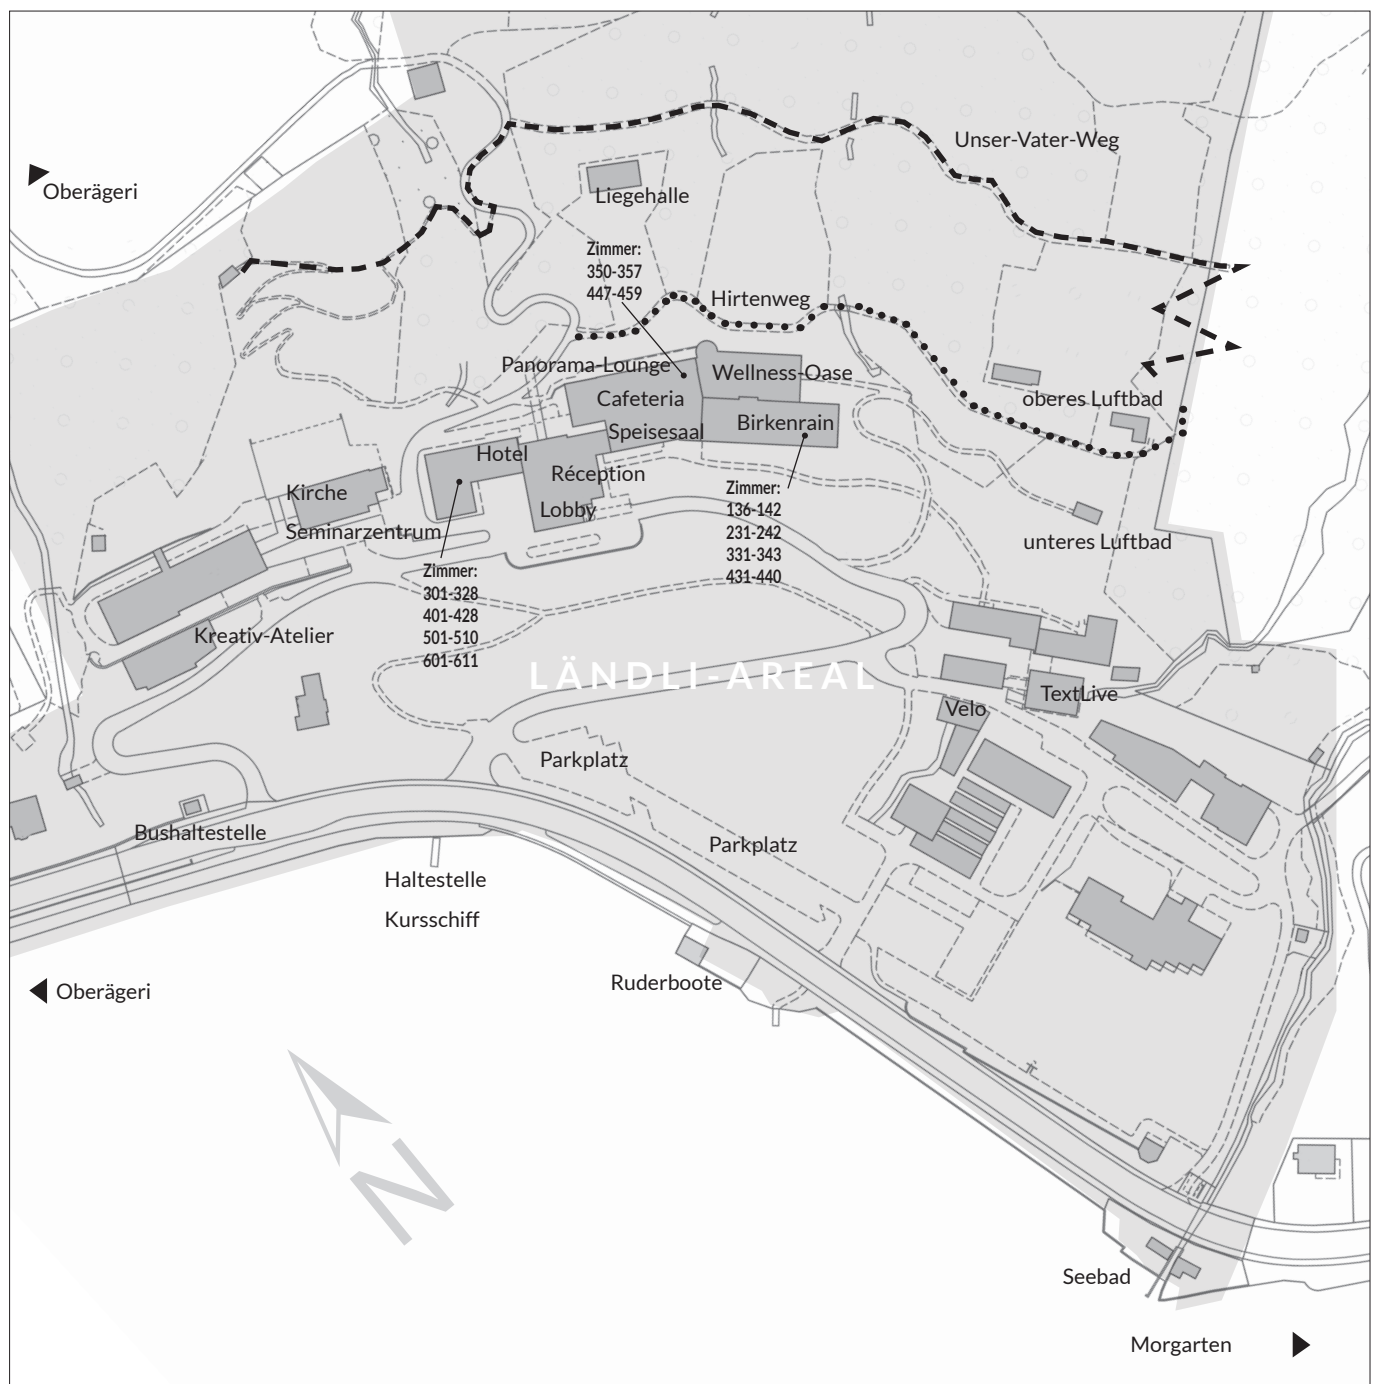 Unser-Vater-Weg
Oberägeri
Liegehalle
Zimmer:
350-357
447-459
Hirtenweg
Panorama-Lounge
Wellness-Oase
Cafeteria
oberes Luftbad
Birkenrain
Speisesaal
Hotel
Réception
Kirche
Lobby
Seminarzentrum
Zimmer:
136-142
231-242
331-343
431-440
unteres Luftbad
Zimmer:
301-328
401-428
501-510
601-611
Kreativ-Atelier
LÄNDLI-AREAL
TextLive
Velo
Parkplatz
Bushaltestelle
Parkplatz
Haltestelle
Kursschiff
Ruderboote
Oberägeri
N
Seebad
Morgarten